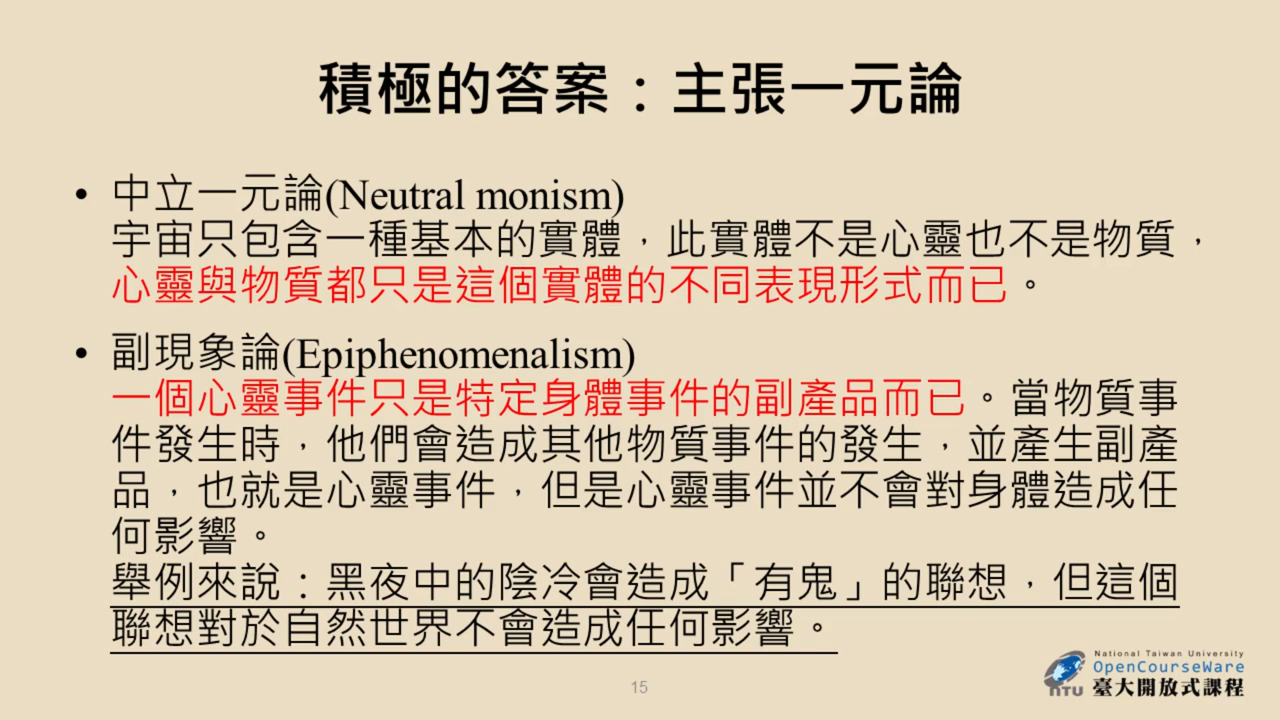 積極的答案：主張一元論
• 中立一元論(Neutral monism)
宇宙只包含一種基本的實體，此實體不是心靈也不是物質，
心靈與物質都只是這個實體的不同表現形式而已。
• 副現象論(Epiphenomenalism)
一個心靈事件只是特定身體事件的副產品而已。當物質事
件發生時，他們會造成其他物質事件的發生，並產生副產
品，也就是心靈事件，但是心靈事件並不會對身體造成任
何影響。
舉例來說：黑夜中的陰冷會造成「有鬼」的聯想，但這個
聯想對於自然世界不會造成任何影響。
15
National Taiwan University
OpenCourseWare
NTU 臺大開放式課程